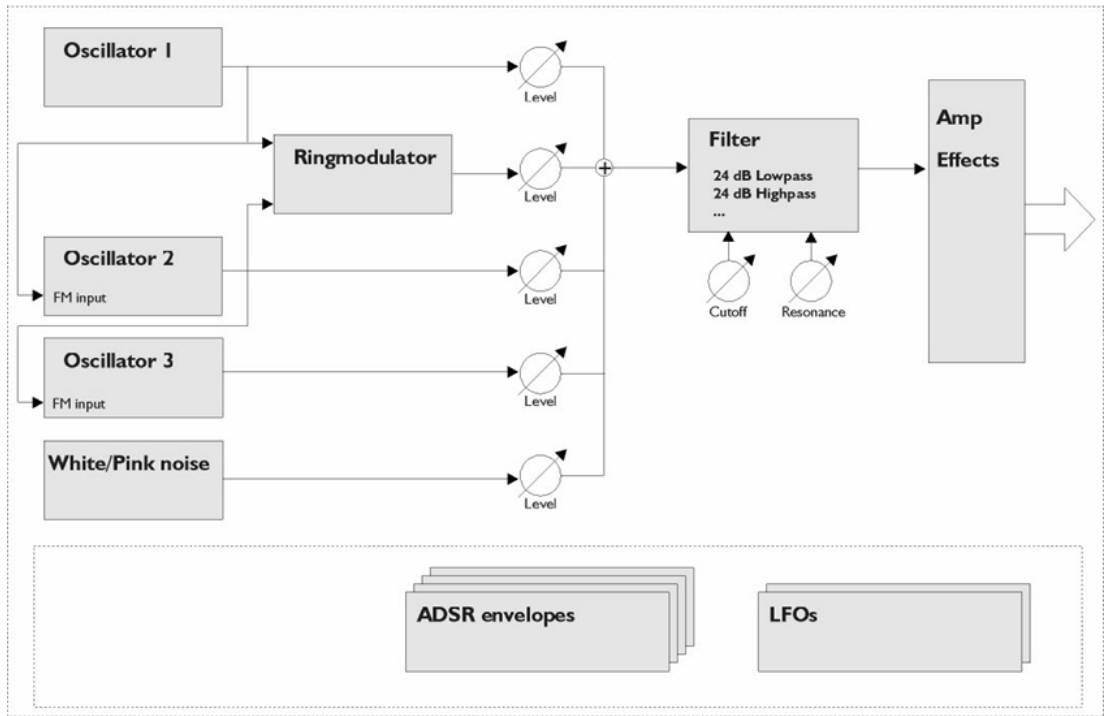 Oscillator 1
Level
Ringmodulator
Level
Oscillator 2
FM input
Level
Oscillator 3
FM input
Level
White/Pink noise
Level
Filter
24 dB Lowpass
24 dB Highpass
...
Cutoff
Resonance
Amp
Effects
ADSR envelopes
LFOs